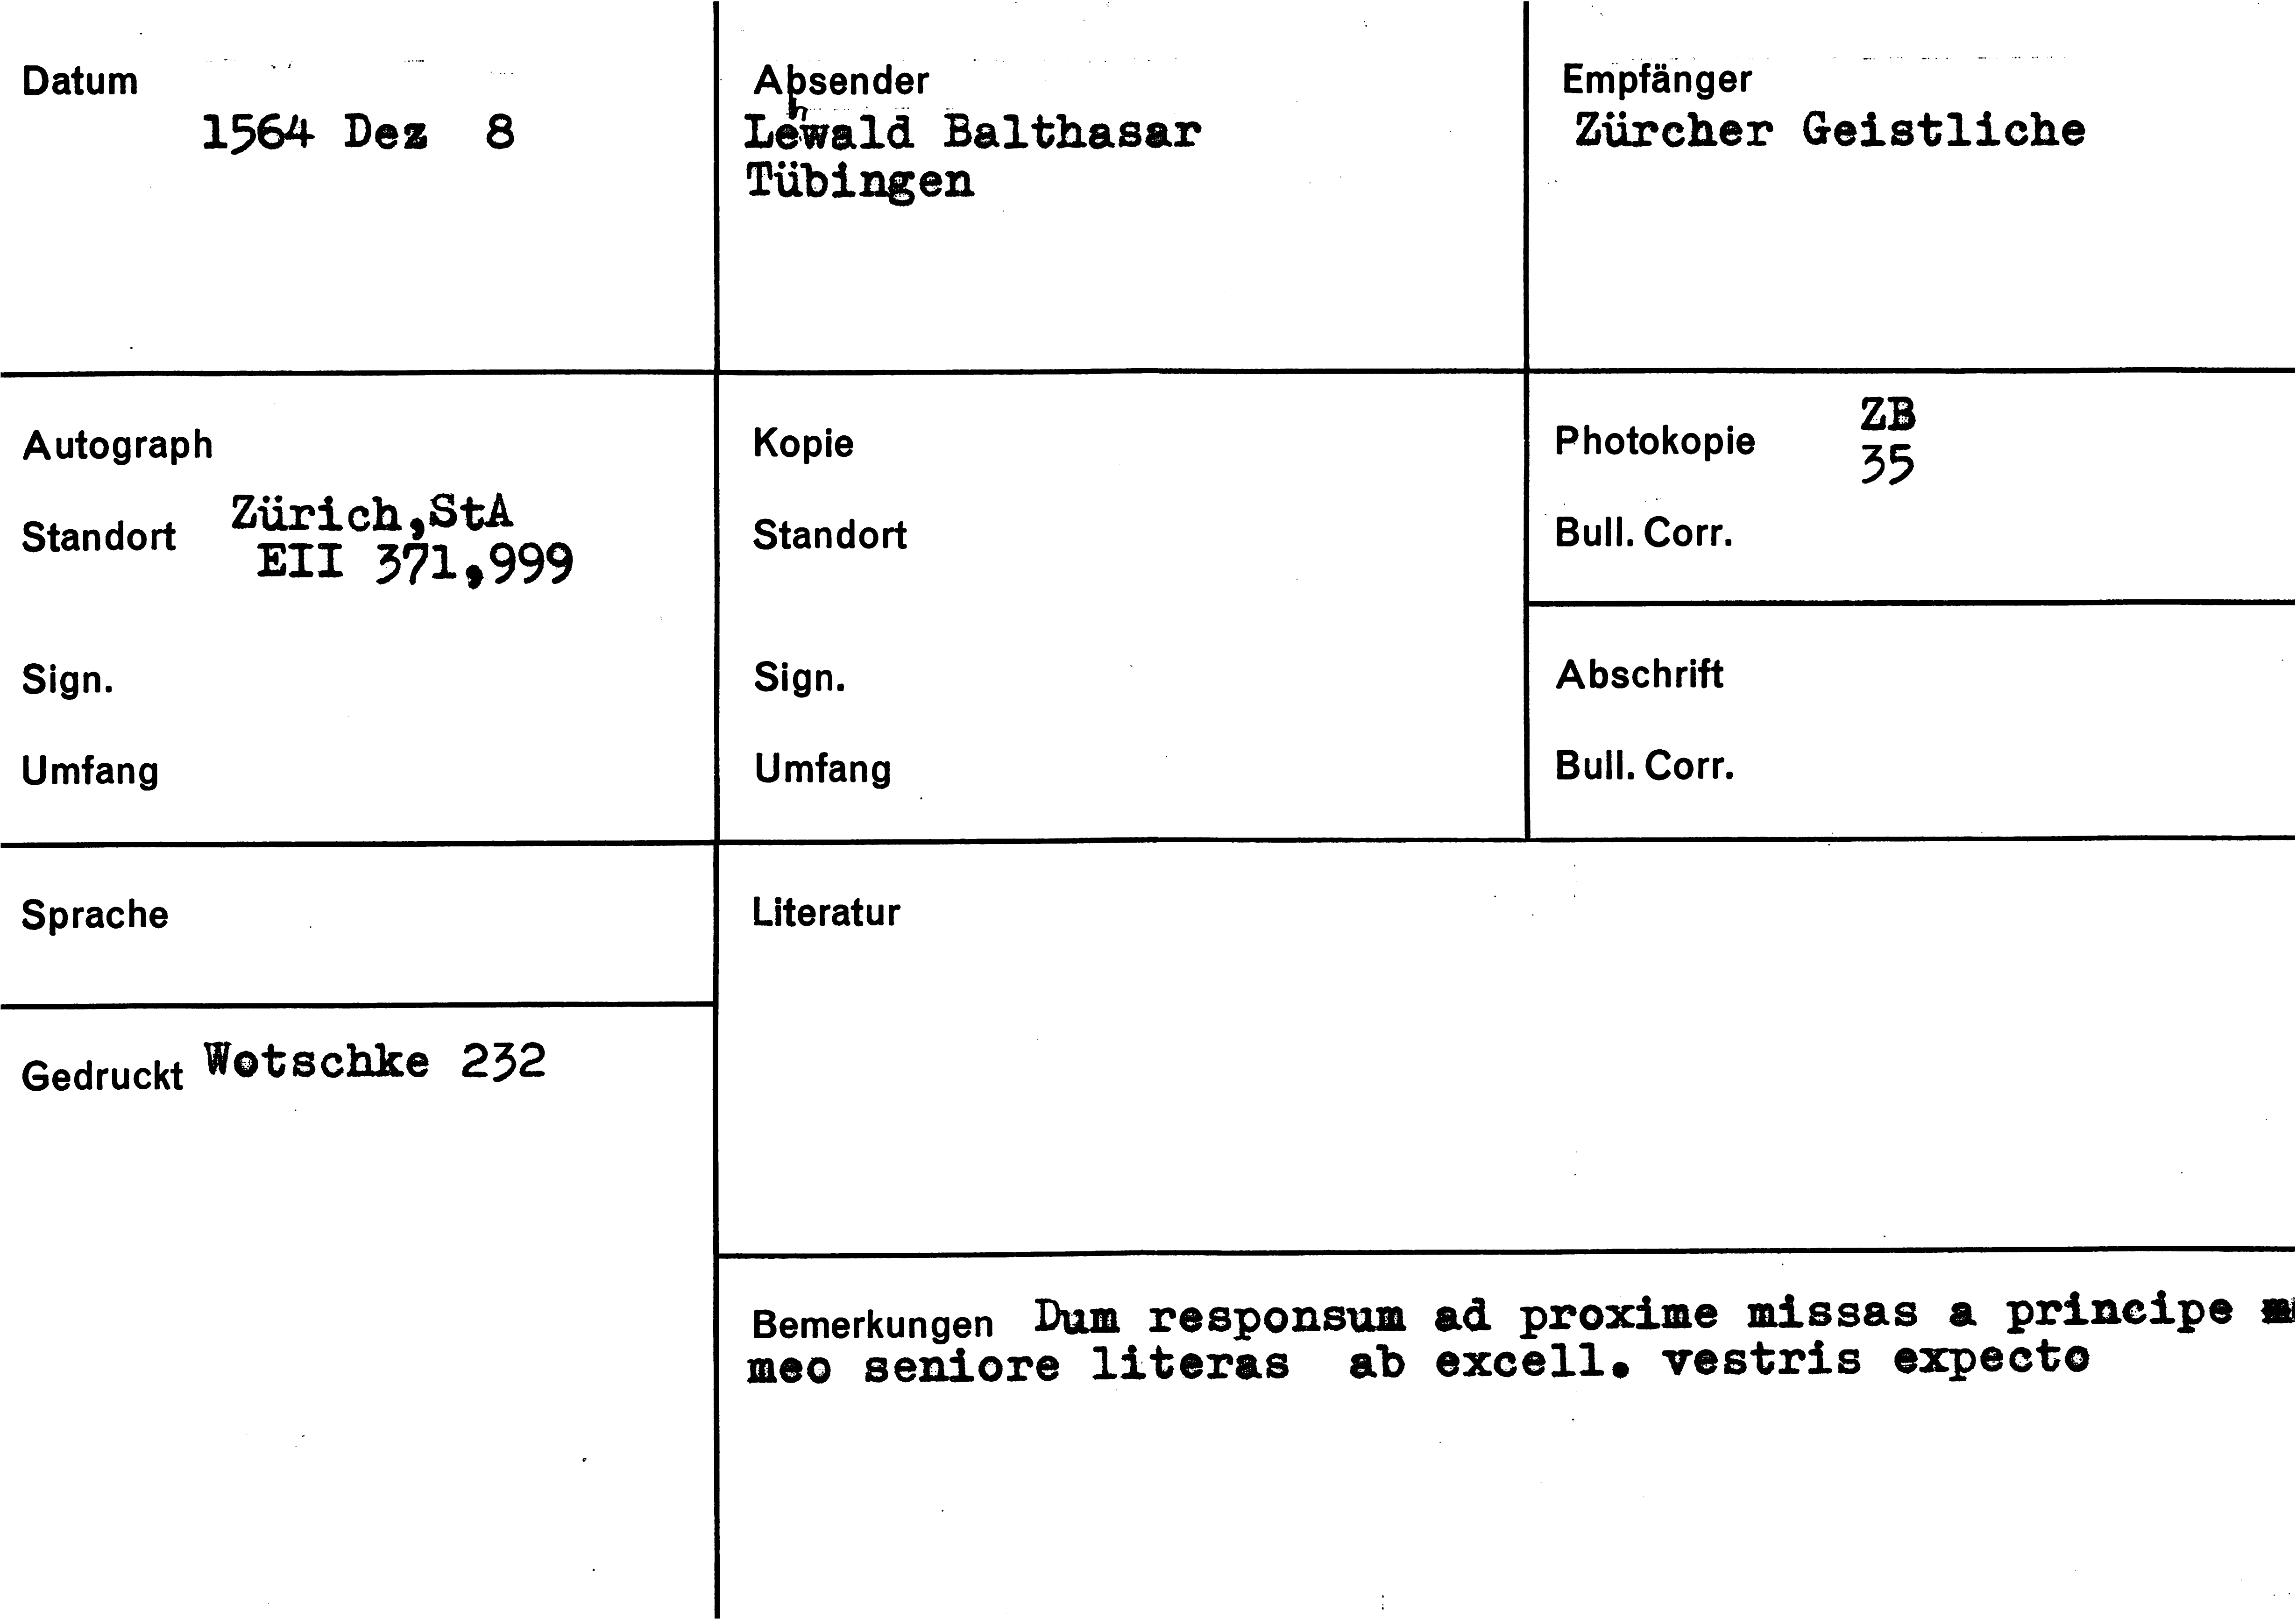 Datum
1564 Dez 8
Absender
Lehwald Balthasar
Tübingen
Empfänger
Zürcher Geistliche
Autograph
Standort Zürich,StA
EII 371,999
Sign.
Umfang
Kopie
Standort
Sign.
Umfang
Photokopie ZB
35
Bull. Corr.
Abschrift
Bull. Corr.
Sprache
Gedruckt Wotschke 232
Literatur
Bemerkungen Dum responsum ad proxime missas a principe
meo seniore literas ab excell. vestris expecto